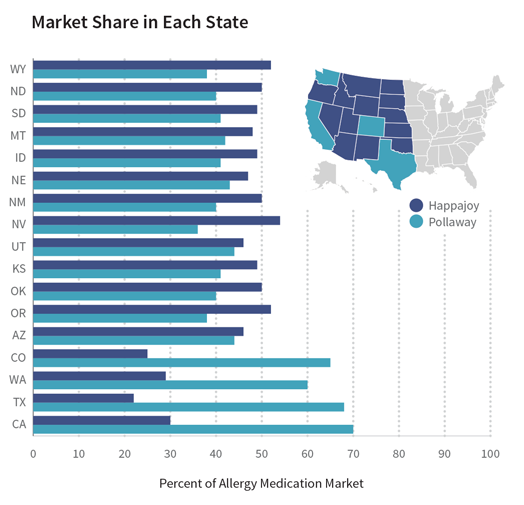 Market Share in Each State
WY
ND
SD
MT
ID
NE
NM
NV
UT
KS
OK
OR
AZ
CO
WA
TX
CA
Happajoy
Pollaway
0 10 20 30 40 50 60 70 80 90 100
Percent of Allergy Medication Market